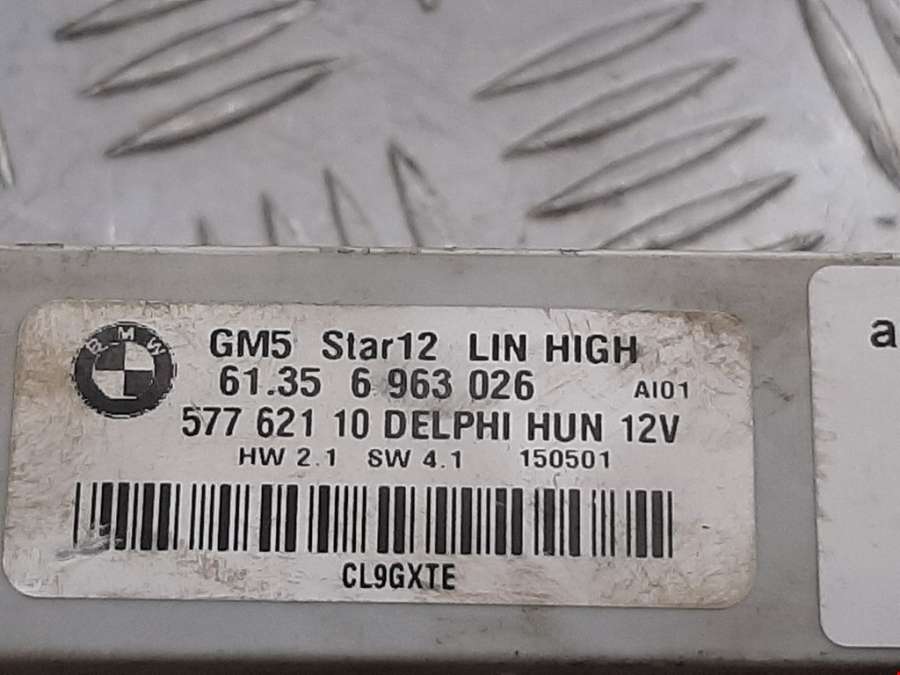 BMW
GM5 Star12 LIN HIGH
61.35 6 963 026 AI01
577 621 10 DELPHI HUN 12V
HW 2.1 SW 4.1 150501
CL9GXTE
a